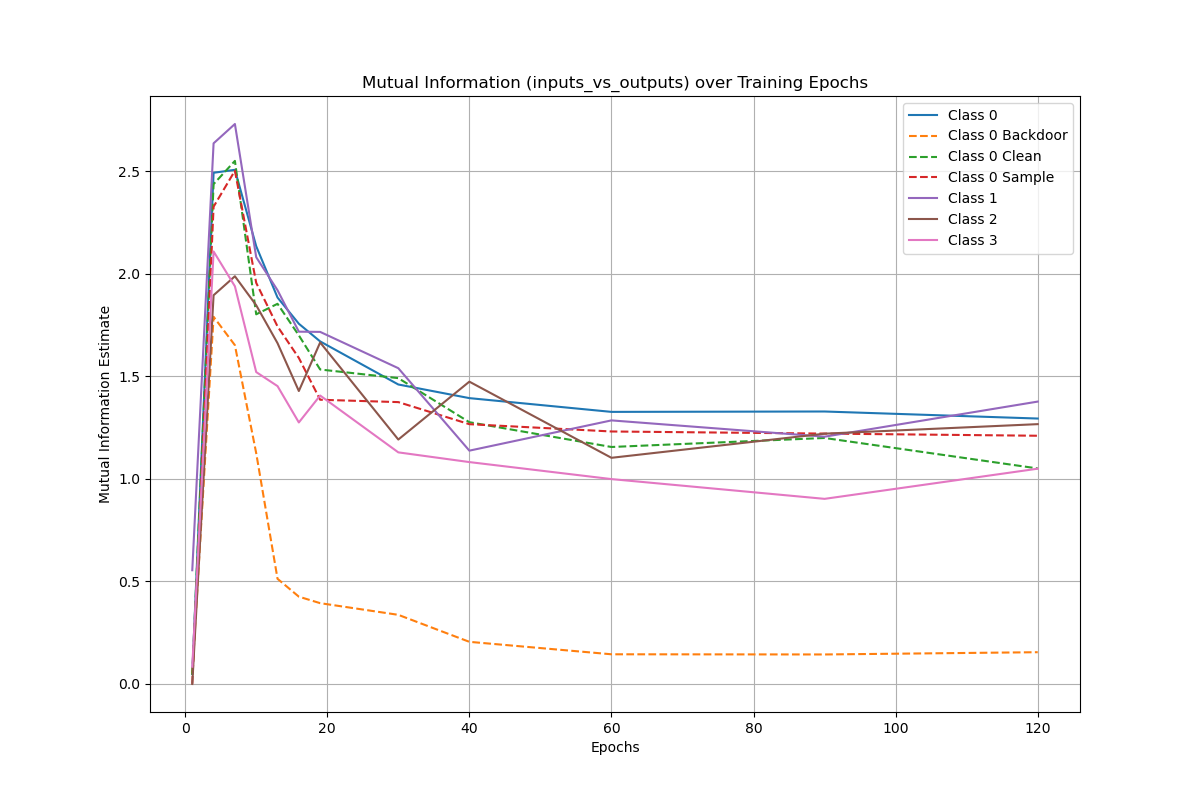 Mutual Information (inputs_vs_outputs) over Training Epochs
Class 0
Class 0 Backdoor
Class 0 Clean
Class 0 Sample
Class 1
Class 2
Class 3
Mutual Information Estimate
2.5
2.0
1.5
1.0
0.5
0.0
0 20 40 60 80 100 120
Epochs